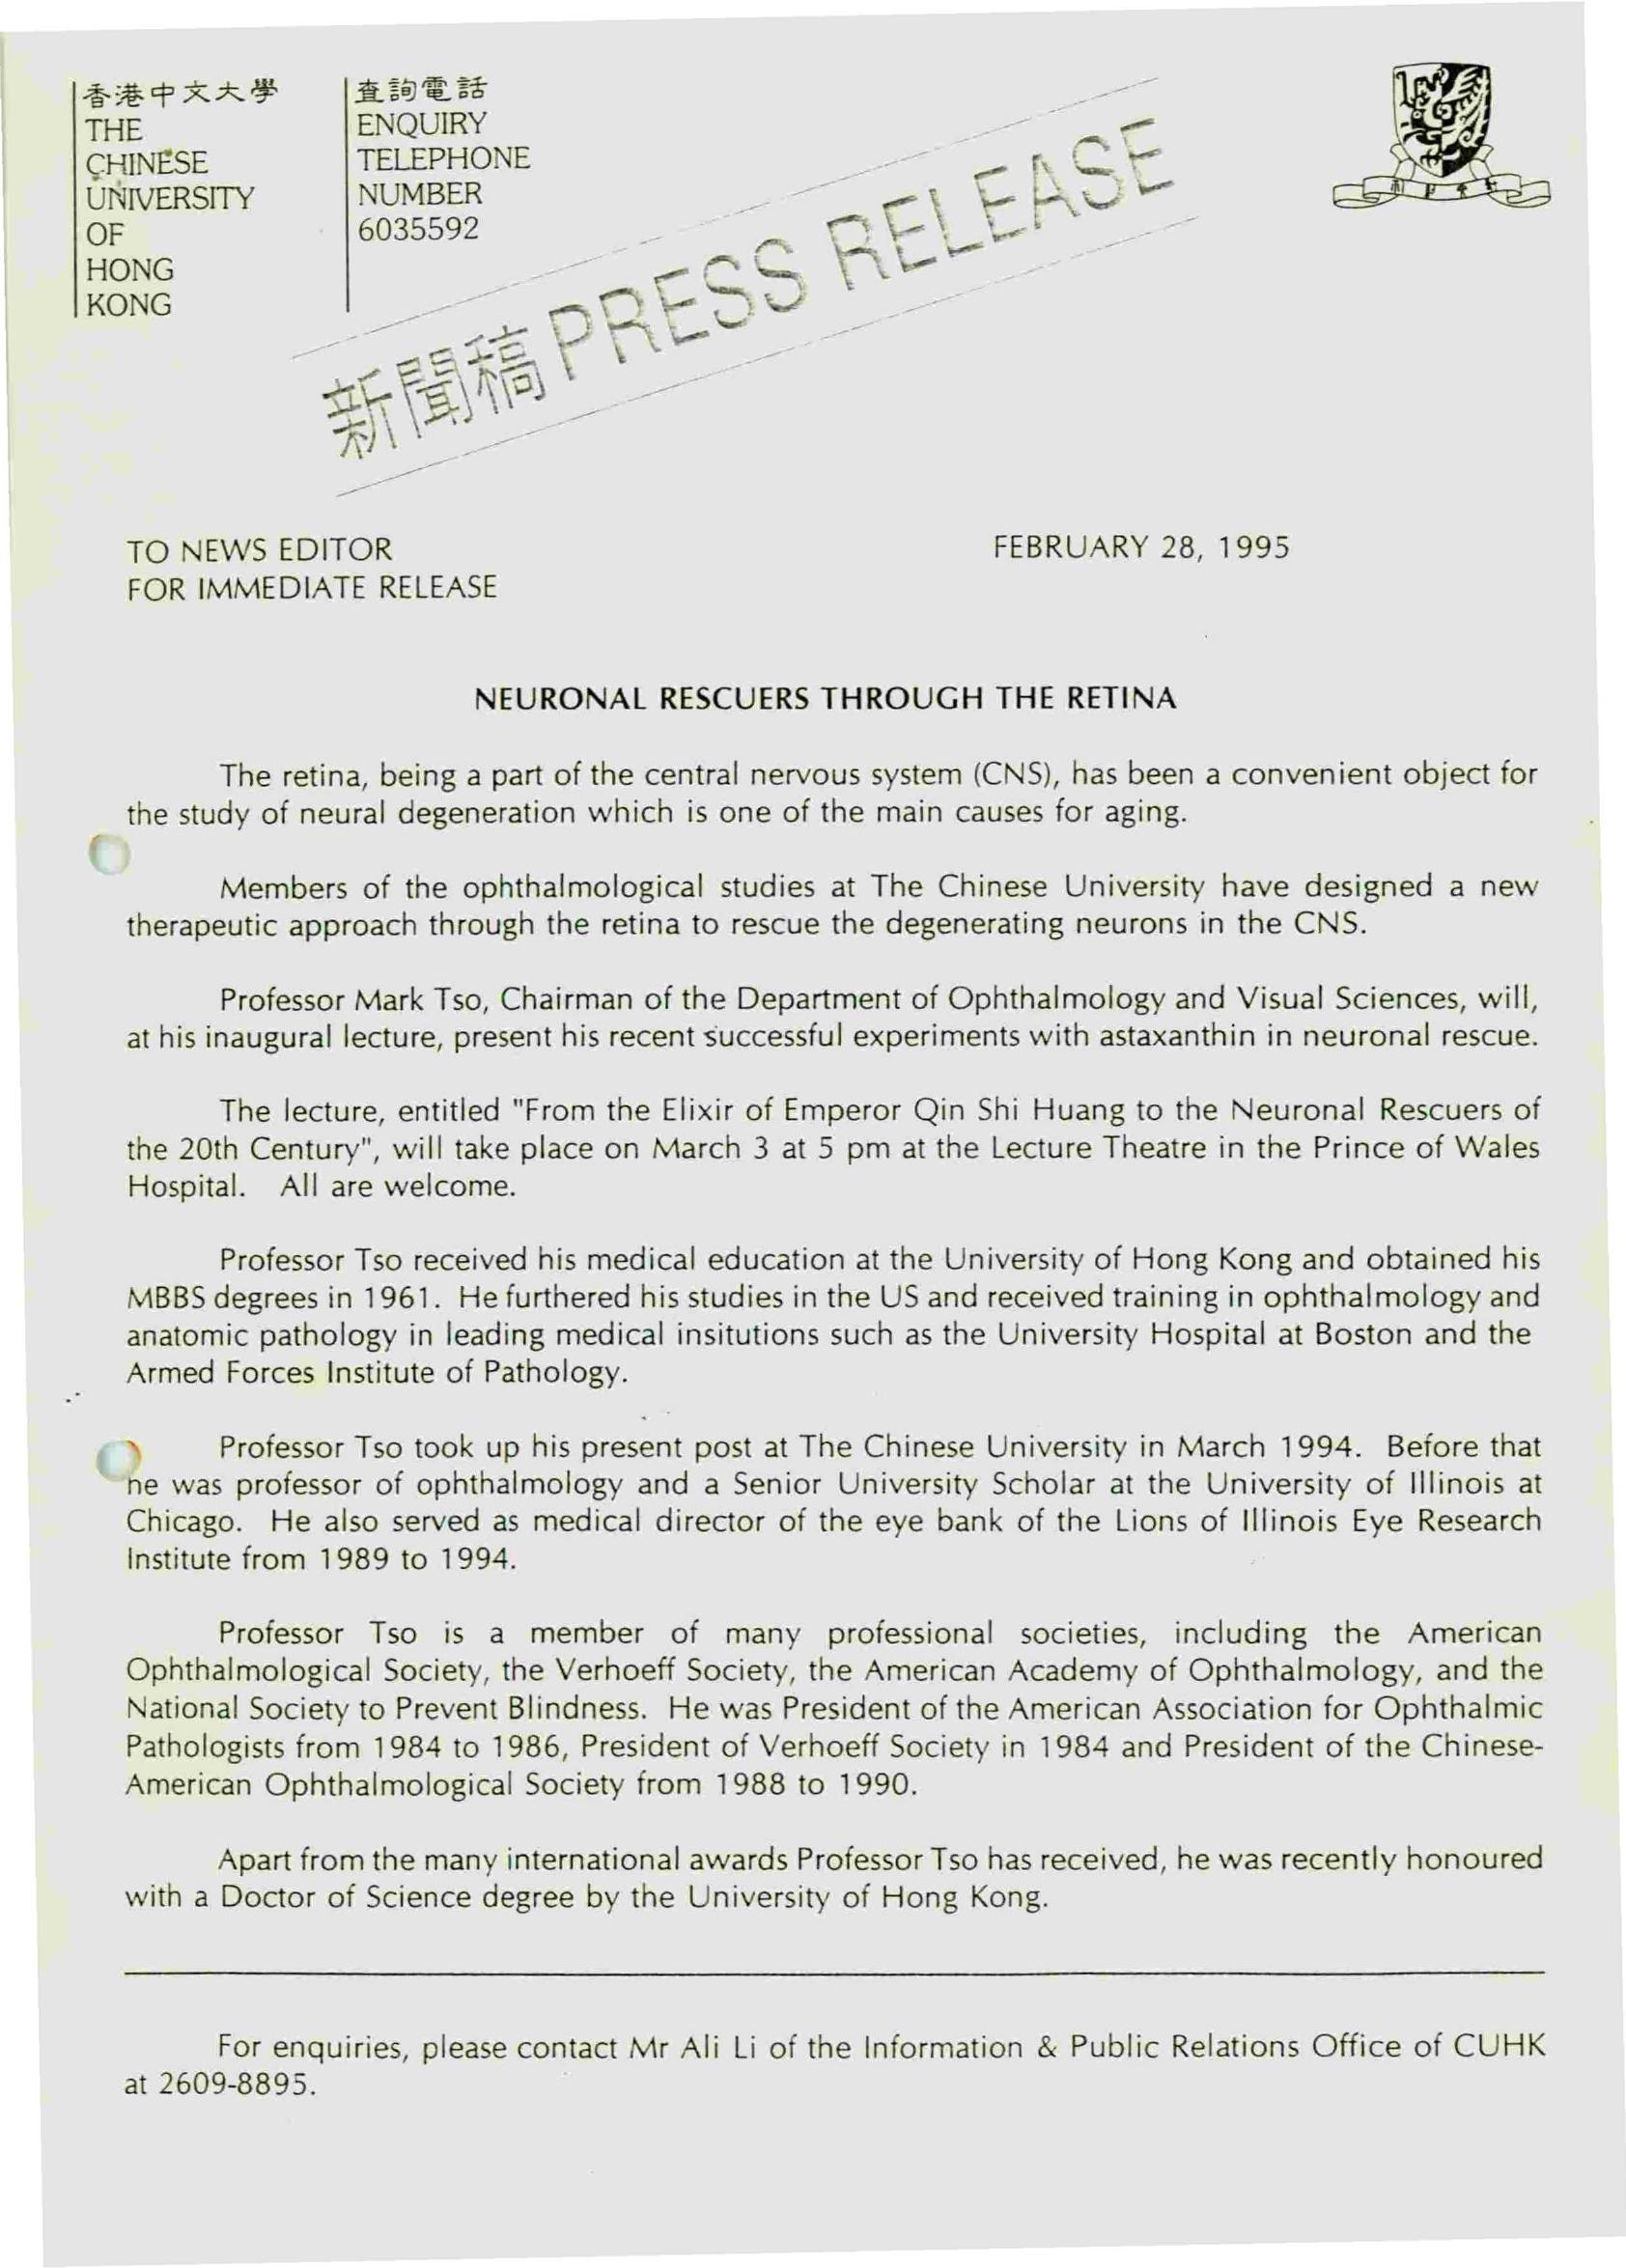 香港中文大學
THE
CHINESE
UNIVERSITY
OF
HONG
KONG
查詢電話
ENQUIRY
TELEPHONE
NUMBER
6035592
新聞稿 PRESS RELEASE
TO NEWS EDITOR
FOR IMMEDIATE RELEASE
FEBRUARY 28, 1995
NEURONAL RESCUERS THROUGH THE RETINA
The retina, being a part of the central nervous system (CNS), has been a convenient object for
the study of neural degeneration which is one of the main causes for aging.
Members of the ophthalmological studies at The Chinese University have designed a new
therapeutic approach through the retina to rescue the degenerating neurons in the CNS.
Professor Mark Tso, Chairman of the Department of Ophthalmology and Visual Sciences, will,
at his inaugural lecture, present his recent successful experiments with astaxanthin in neuronal rescue.
The lecture, entitled "From the Elixir of Emperor Qin Shi Huang to the Neuronal Rescuers of
the 20th Century", will take place on March 3 at 5 pm at the Lecture Theatre in the Prince of Wales
Hospital. All are welcome.
Professor Tso received his medical education at the University of Hong Kong and obtained his
MBBS degrees in 1961. He furthered his studies in the US and received training in ophthalmology and
anatomic pathology in leading medical insitutions such as the University Hospital at Boston and the
Armed Forces Institute of Pathology.
Professor Tso took up his present post at The Chinese University in March 1994. Before that
he was professor of ophthalmology and a Senior University Scholar at the University of Illinois at
Chicago. He also served as medical director of the eye bank of the Lions of Illinois Eye Research
Institute from 1989 to 1994.
Professor Tso is a member of many professional societies, including the American
Ophthalmological Society, the Verhoeff Society, the American Academy of Ophthalmology, and the
National Society to Prevent Blindness. He was President of the American Association for Ophthalmic
Pathologists from 1984 to 1986, President of Verhoeff Society in 1984 and President of the Chinese-
American Ophthalmological Society from 1988 to 1990.
Apart from the many international awards Professor Tso has received, he was recently honoured
with a Doctor of Science degree by the University of Hong Kong.
For enquiries, please contact Mr Ali Li of the Information & Public Relations Office of CUHK
at 2609-8895.